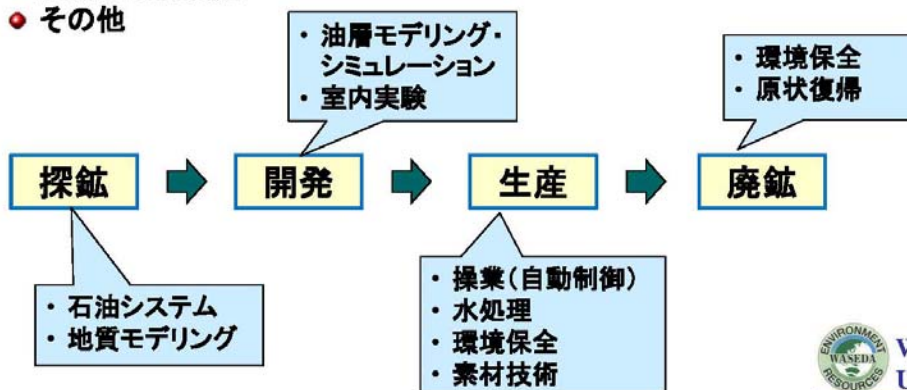 その他
・油層モデリング・
シミュレーション
・室内実験
・環境保全
・原状復帰
探鉱
開発
生産
廃鉱
・石油システム
・地質モデリング
・操業(自動制御)
・水処理
・環境保全
・素材技術
ENVIRONMENT
WASEDA
RESOURCES